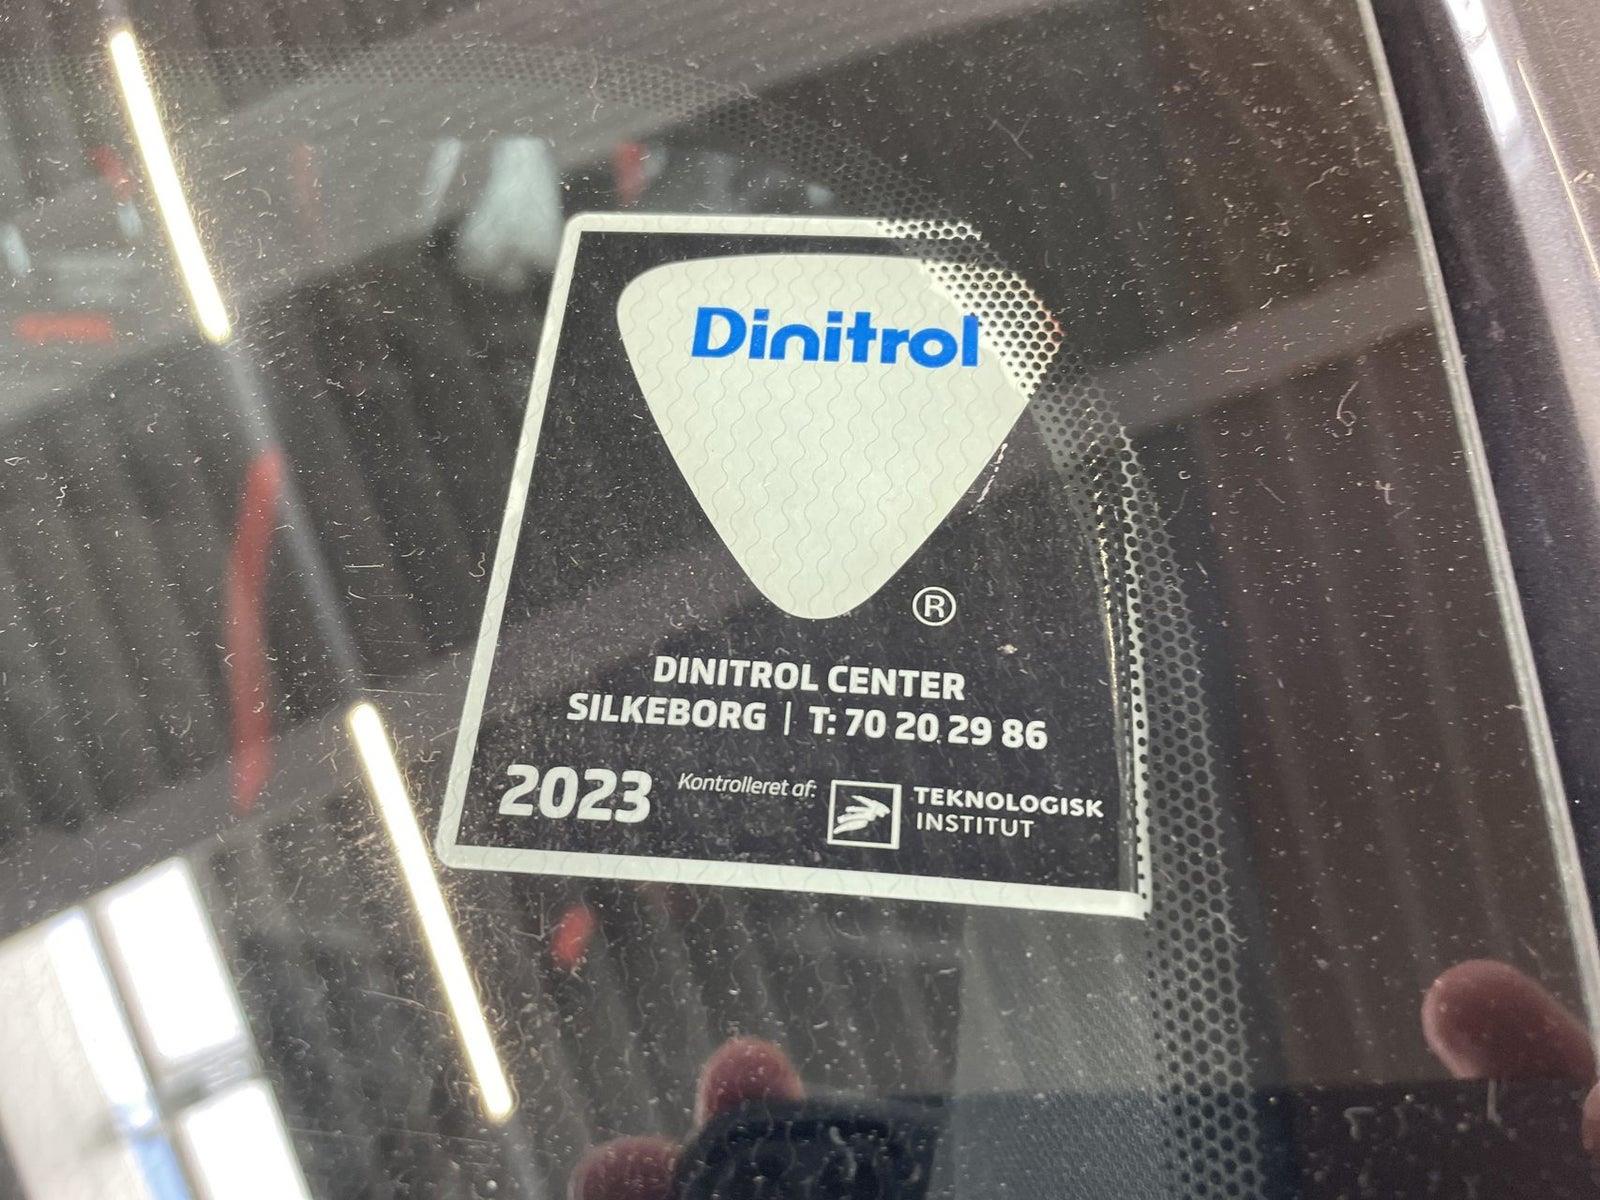 Dinitrol
®
DINITROL CENTER
SILKEBORG | T: 70 20 29 86
2023 Kontrolleret af: TEKNOLOGISK
INSTITUT